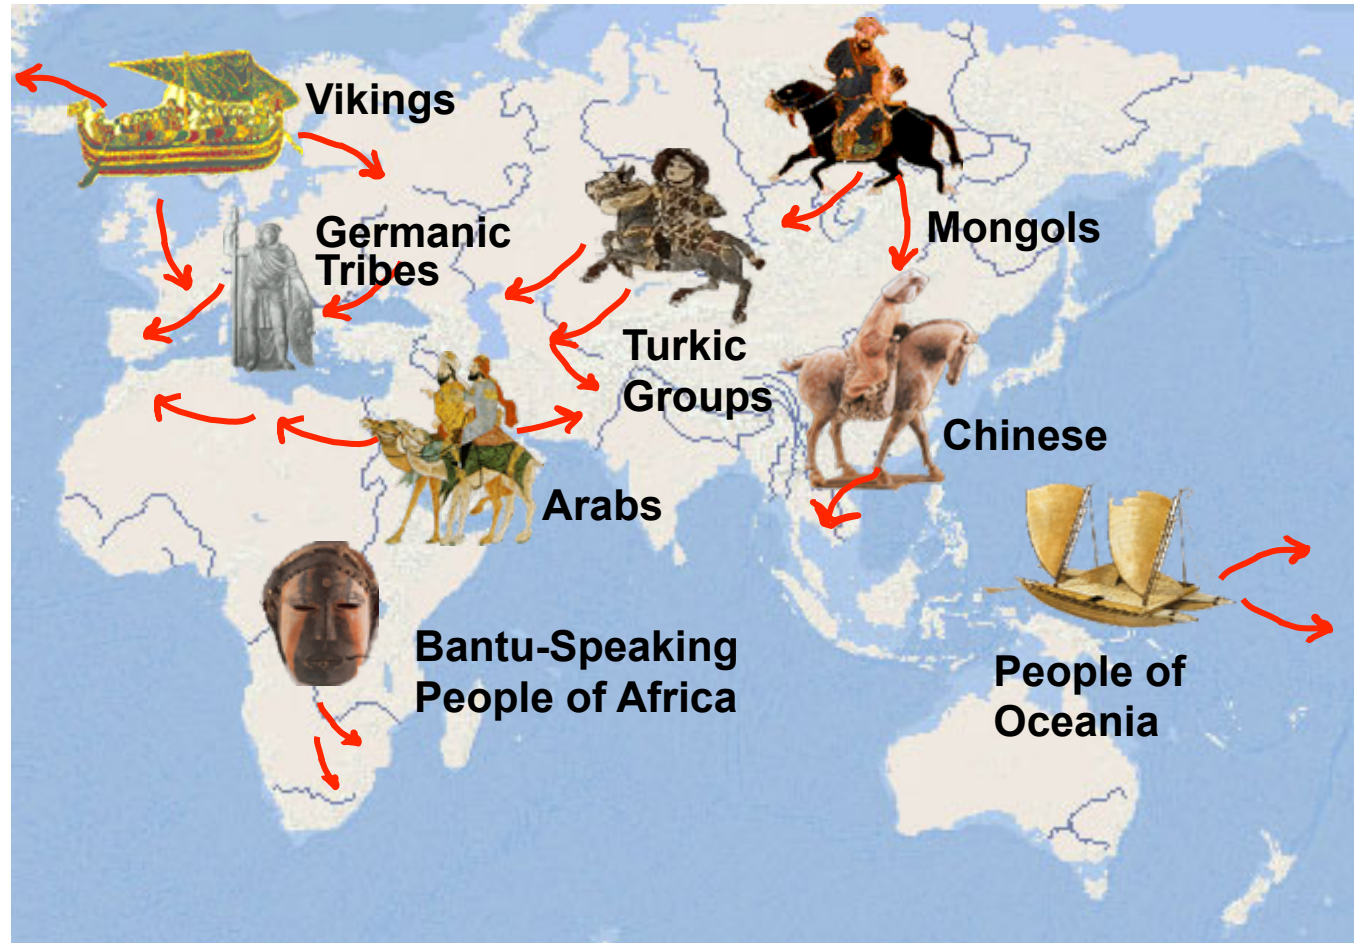 Vikings
Germanic
Tribes
Mongols
Turkic
Groups
Chinese
Arabs
Bantu-Speaking
People of Africa
People of
Oceania